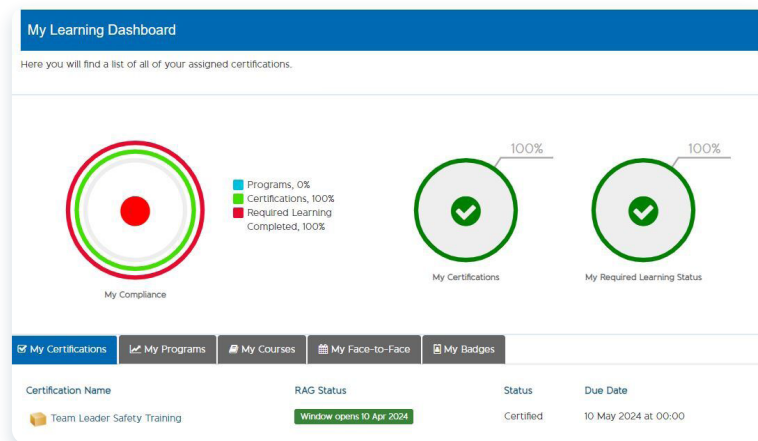 My Learning Dashboard
Here you will find a list of all of your assigned certifications.
100%
100%
Programs, 0%
Certifications, 100%
Required Learning
Completed, 100%
My Compliance
My Certifications
My Required Learning Status
My Certifications
My Programs
My Courses
My Face-to-Face
My Badges
Certification Name
RAG Status
Status
Due Date
Team Leader Safety Training
Window opens 10 Apr 2024
Certified
10 May 2024 at 00:00